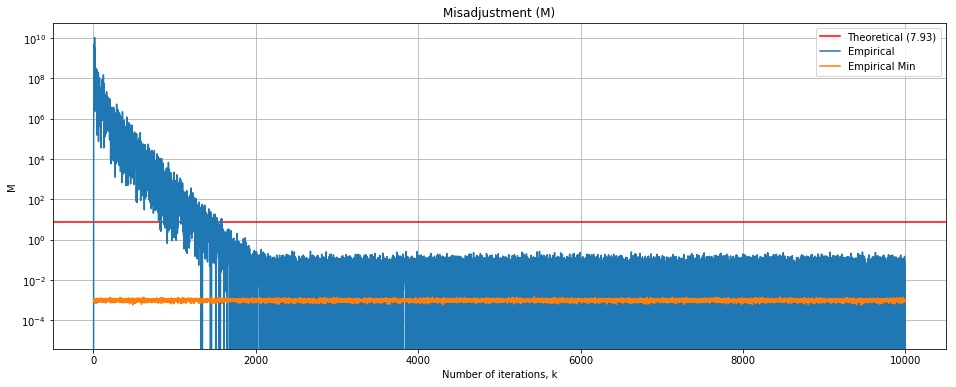 Misadjustment (M)
Theoretical (7.93)
Empirical
Empirical Min
M
10^10
10^8
10^6
10^4
10^2
10^0
10^-2
10^-4
0 2000 4000 6000 8000 10000
Number of iterations, k